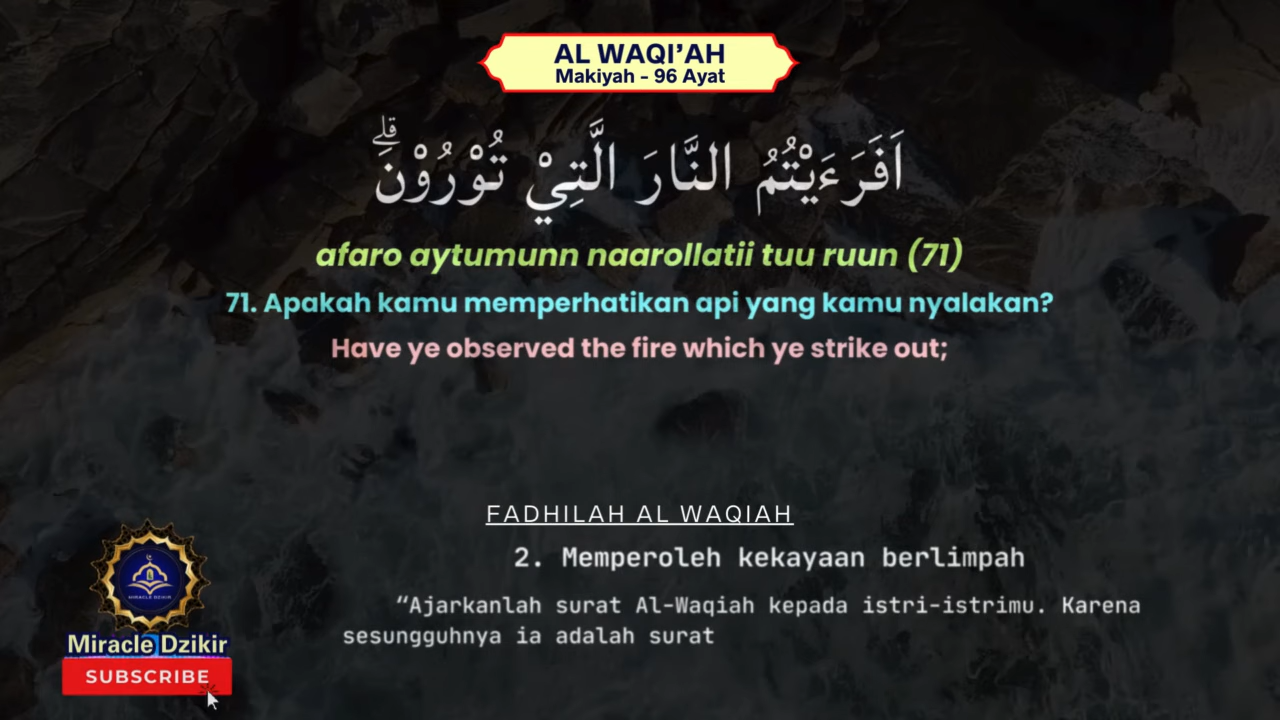 AL WAQI’AH
Makiyah - 96 Ayat
اَفَرَءَيْتُمُ النَّارَ الَّتِيْ تُوْرُوْنَۗ
afaro aytumunn naarollatii tuu ruun (71)
71. Apakah kamu memperhatikan api yang kamu nyalakan?
Have ye observed the fire which ye strike out;
FADHILAH AL WAQIAH
2. Memperoleh kekayaan berlimpah
“Ajarkanlah surat Al-Waqiah kepada istri-istrimu. Karena
sesungguhnya ia adalah surat
MIRACLE DZIKIR
Miracle Dzikir
SUBSCRIBE